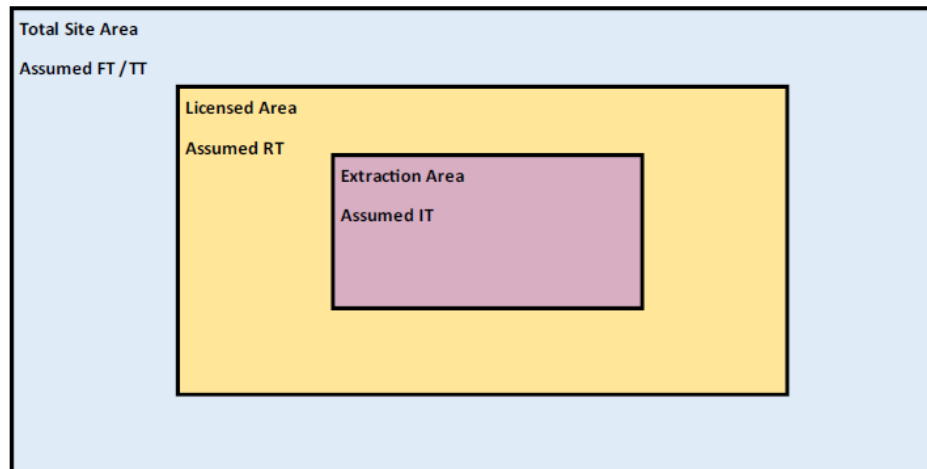 Total Site Area
Assumed FT / TT
Licensed Area
Assumed RT
Extraction Area
Assumed IT